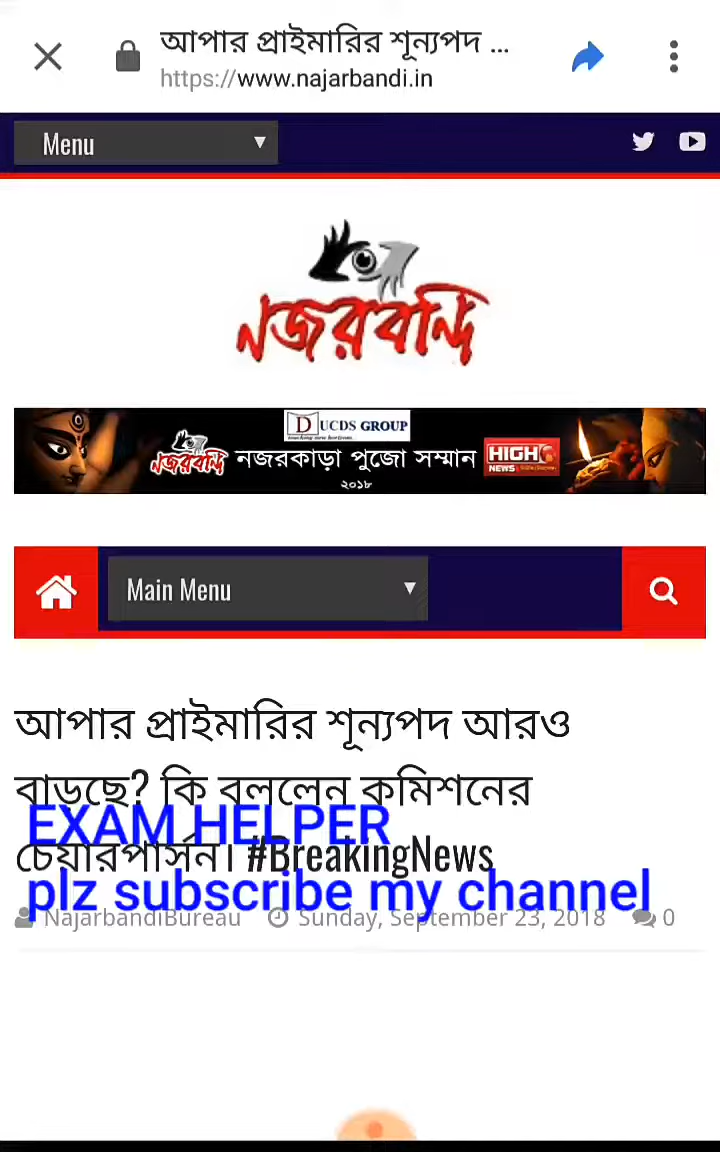 আপার প্রাইমারির শূন্যপদ ...
https://www.najarbandi.in
Menu
নজরবন্দি
DUCDS GROUP
নজরবন্দি নজরকাড়া পুজো সম্মান HIGH NEWS
২০১৮
Main Menu
আপার প্রাইমারির শূন্যপদ আরও
বাড়ছে? কি বললেন কমিশনের
EXAM HELPER
চেয়ারপার্সন। #BreakingNews
plz subscribe my channel
NajarbandiBureau Sunday, September 23, 2018 0